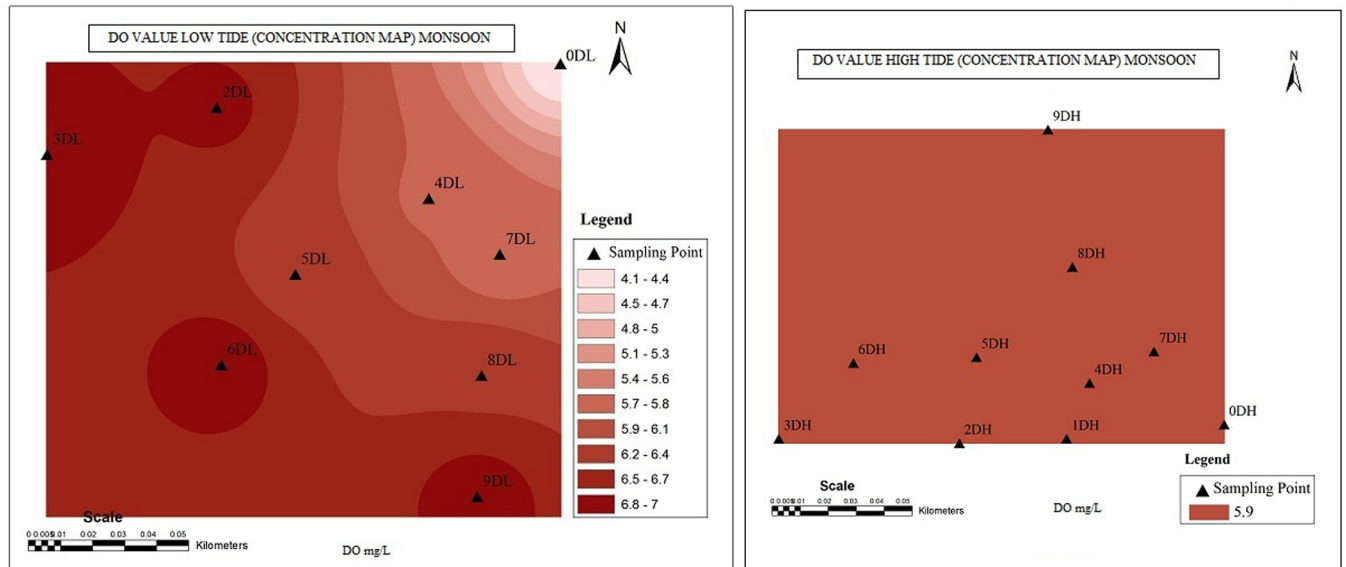 DO VALUE LOW TIDE (CONCENTRATION MAP) MONSOON
N
0DL
2DL
3DL
4DL
7DL
5DL
6DL
8DL
9DL
Legend
Sampling Point
4.1 - 4.4
4.5 - 4.7
4.8 - 5
5.1 - 5.3
5.4 - 5.6
5.7 - 5.8
5.9 - 6.1
6.2 - 6.4
6.5 - 6.7
6.8 - 7
Scale
0 0.005 0.01 0.02 0.03 0.04 0.05
Kilometers
DO mg/L
DO VALUE HIGH TIDE (CONCENTRATION MAP) MONSOON
N
9DH
8DH
7DH
6DH
5DH
4DH
0DH
3DH
2DH
1DH
Legend
Sampling Point
5.9
Scale
0 0.005 0.01 0.02 0.03 0.04 0.05
Kilometers
DO mg/L